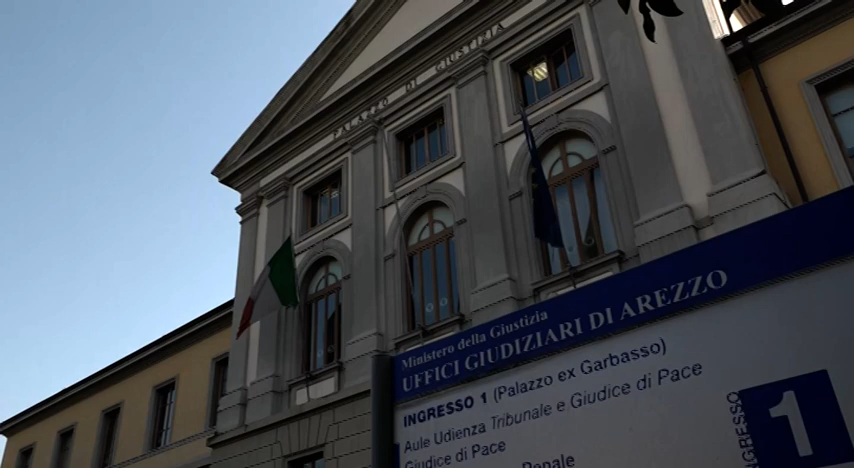 PALAZZO DI GIUSTIZIA
Ministero della Giustizia
UFFICI GIUDIZIARI DI AREZZO
INGRESSO 1 (Palazzo ex Garbasso)
Aule Udienza Tribunale e Giudice di Pace
Giudice di Pace
Penale
INGRESSO
1